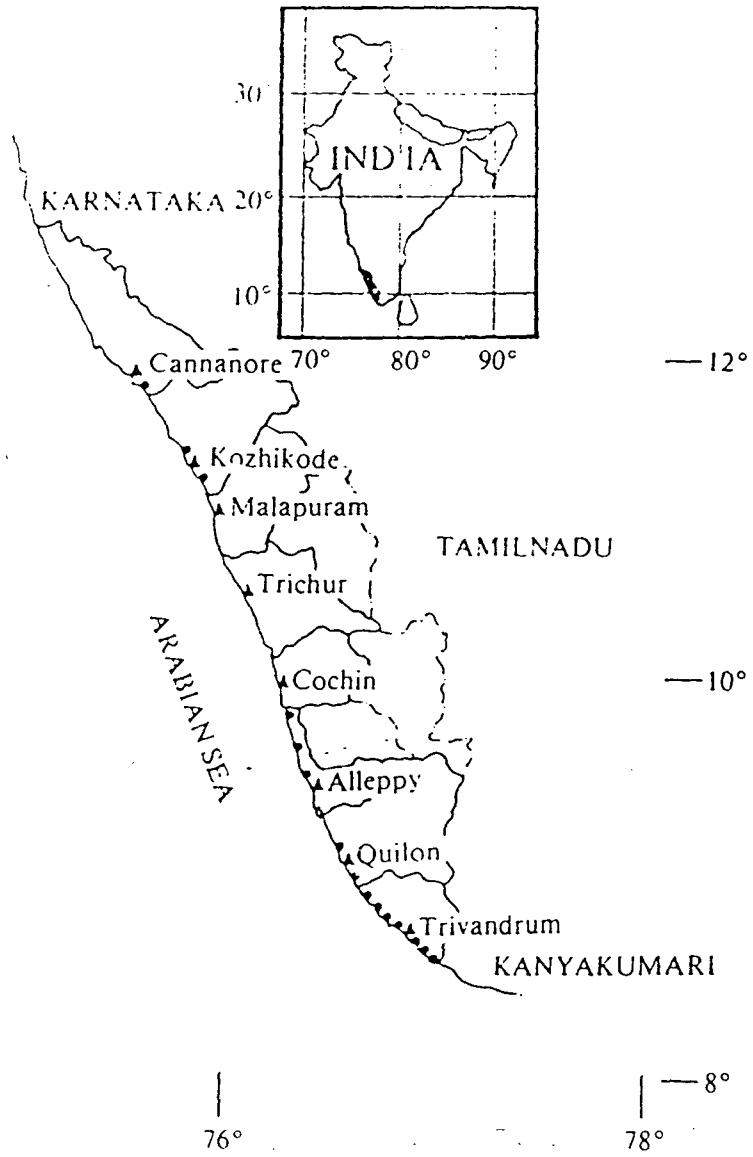 30°
INDIA
KARNATAKA 20°
10°
70° 80° 90°
Cannanore
12°
Kozhikode
Malapuram
TAMILNADU
Trichur
ARABIAN SEA
Cochin
10°
Alleppy
Quilon
Trivandrum
KANYAKUMARI
8°
76° 78°